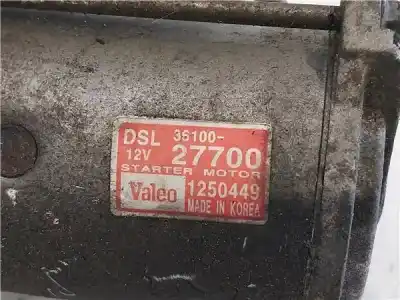 DSL 36100-
12V 27700
STARTER MOTOR
Valeo 1250449
MADE IN KOREA